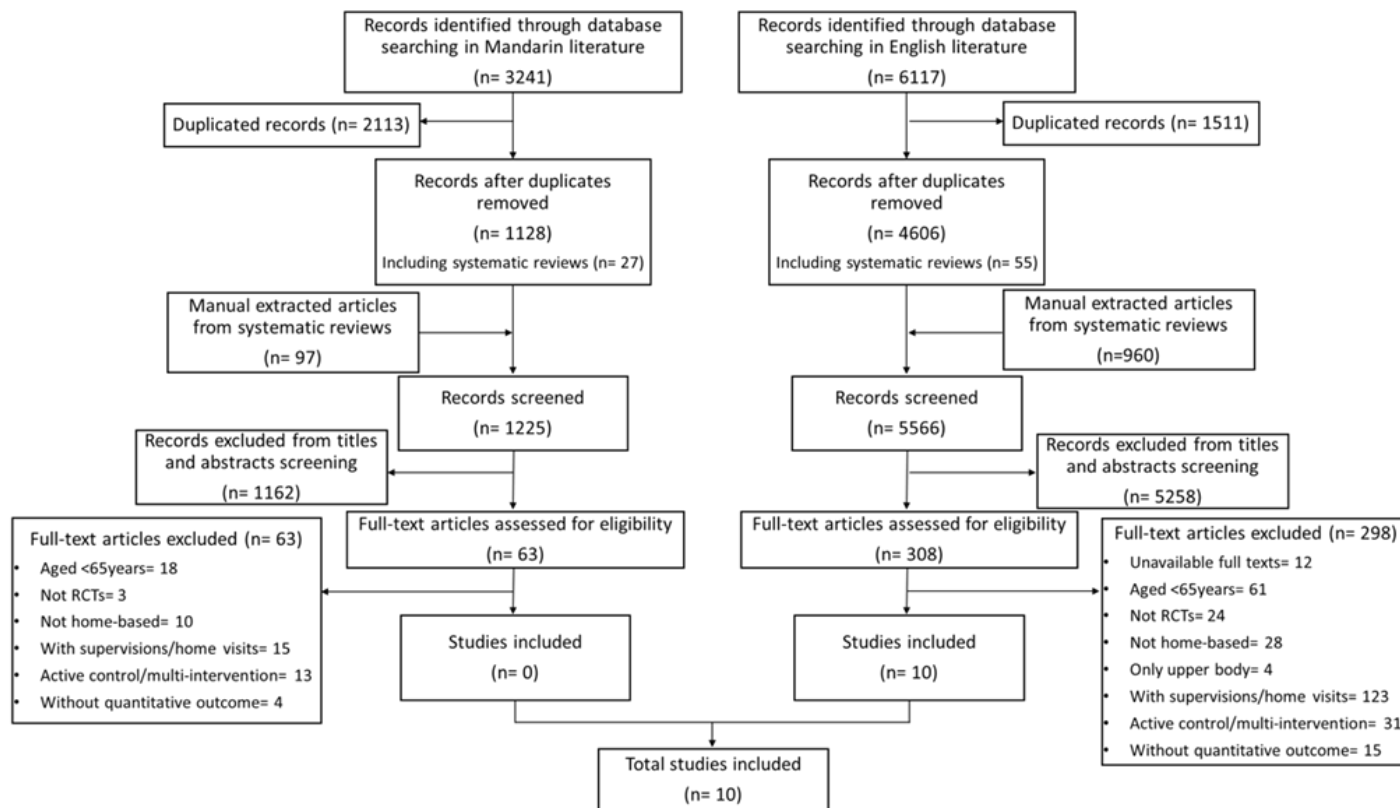 Records identified through database
searching in Mandarin literature
(n= 3241)
Records identified through database
searching in English literature
(n= 6117)
Duplicated records (n= 2113)
Duplicated records (n= 1511)
Records after duplicates
removed
(n= 1128)
Including systematic reviews (n= 27)
Records after duplicates
removed
(n= 4606)
Including systematic reviews (n= 55)
Manual extracted articles
from systematic reviews
(n= 97)
Manual extracted articles
from systematic reviews
(n=960)
Records screened
(n= 1225)
Records screened
(n= 5566)
Records excluded from titles
and abstracts screening
(n= 1162)
Records excluded from titles
and abstracts screening
(n= 5258)
Full-text articles assessed for eligibility
(n= 63)
Full-text articles assessed for eligibility
(n= 308)
Full-text articles excluded (n= 63)
• Aged <65years= 18
• Not RCTs= 3
• Not home-based= 10
• With supervisions/home visits= 15
• Active control/multi-intervention= 13
• Without quantitative outcome= 4
Full-text articles excluded (n= 298)
• Unavailable full texts= 12
• Aged <65years= 61
• Not RCTs= 24
• Not home-based= 28
• Only upper body= 4
• With supervisions/home visits= 123
• Active control/multi-intervention= 31
• Without quantitative outcome= 15
Studies included
(n= 0)
Studies included
(n= 10)
Total studies included
(n= 10)